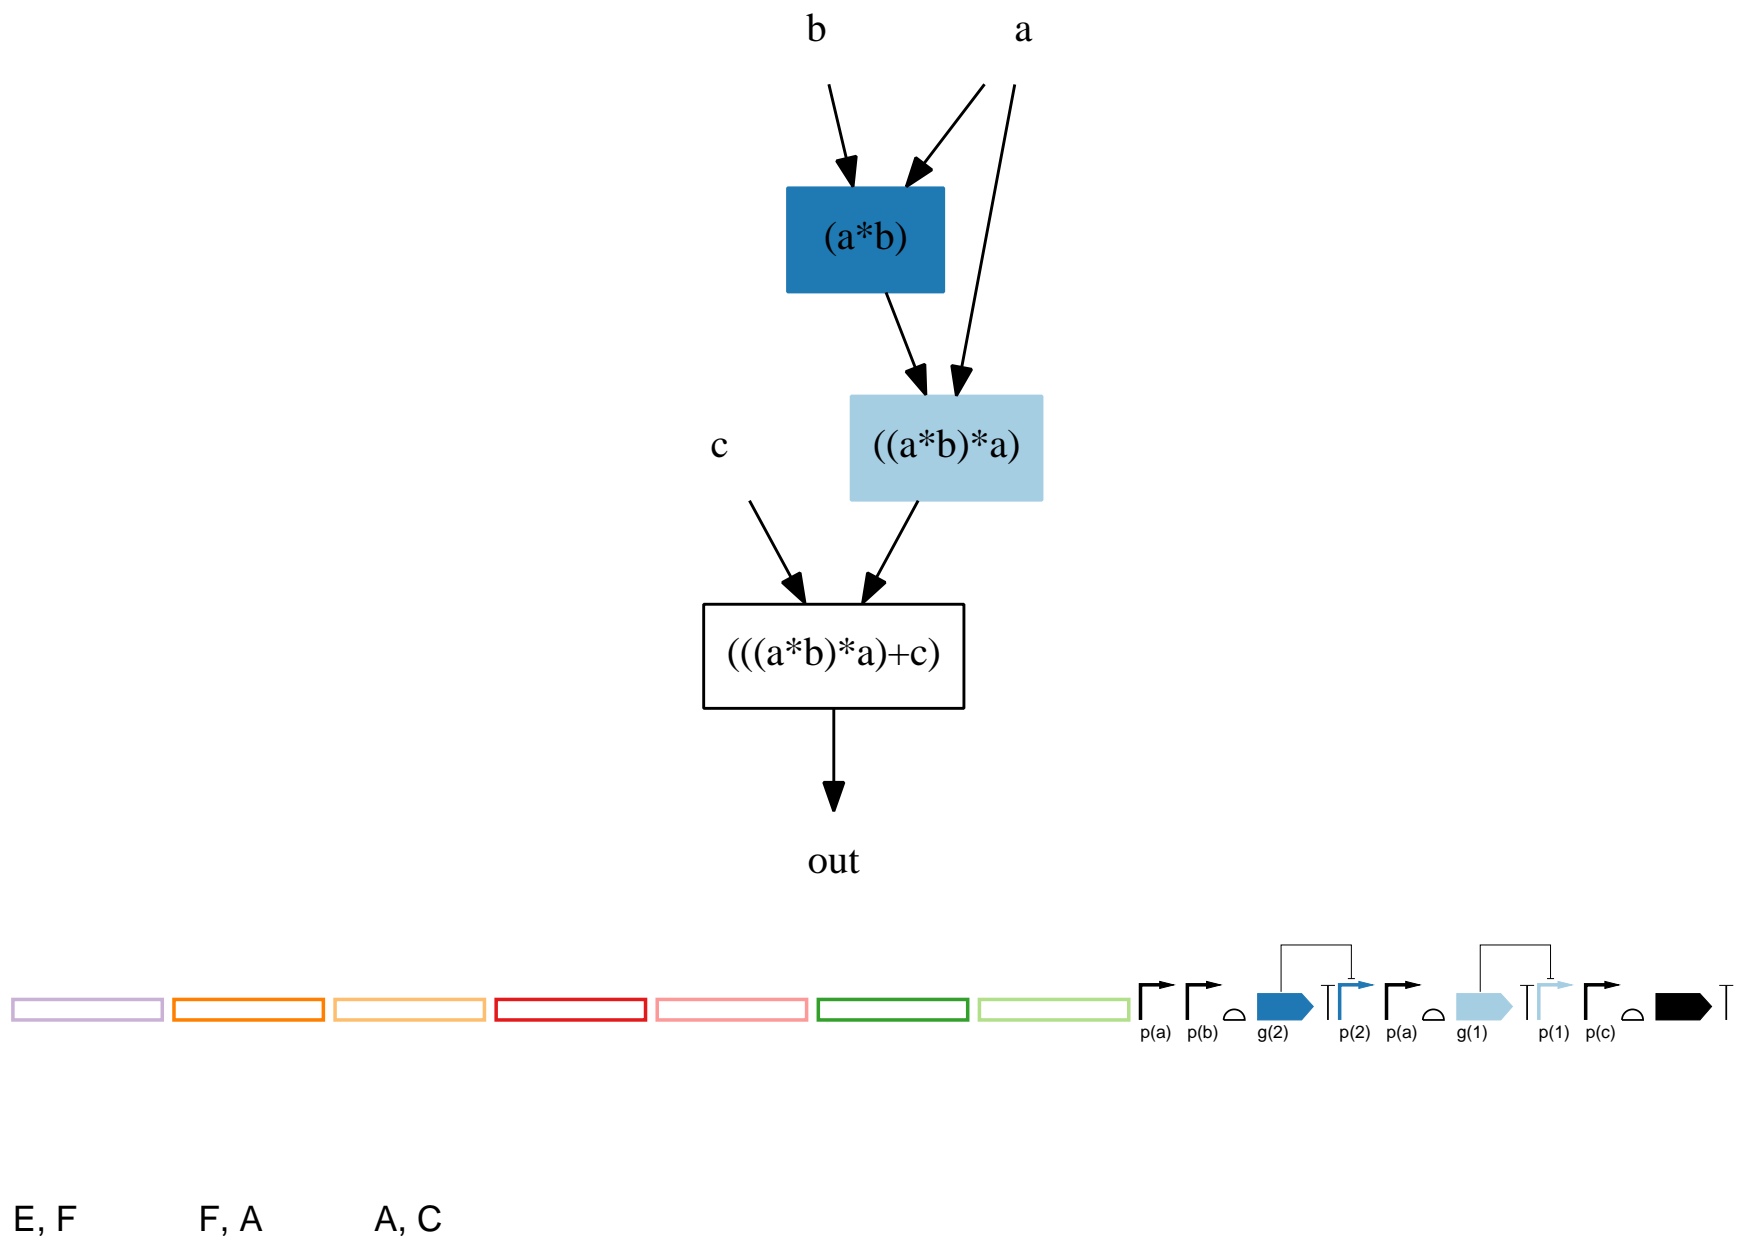 b a
(a*b)
c ((a*b)*a)
(((a*b)*a)+c)
out
p(a) p(b) g(2) p(2) p(a) g(1) p(1) p(c)
E, F F, A A, C